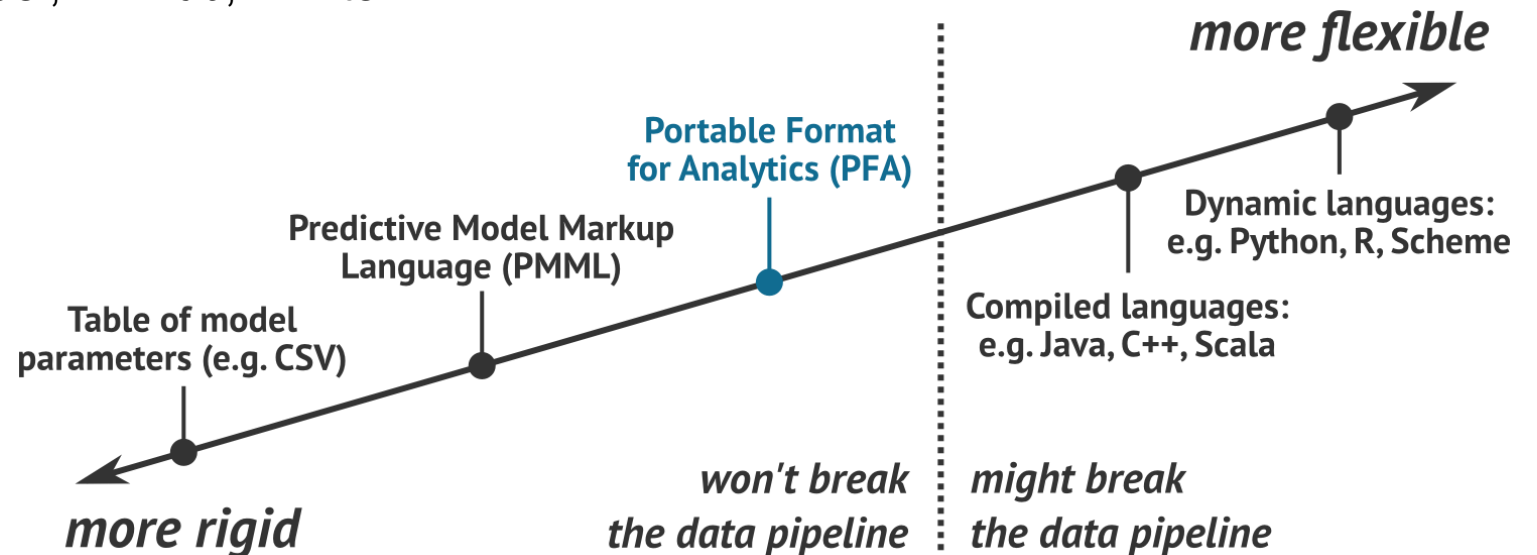 more flexible
Portable Format
for Analytics (PFA)
Predictive Model Markup
Language (PMML)
Table of model
parameters (e.g. CSV)
Dynamic languages:
e.g. Python, R, Scheme
Compiled languages:
e.g. Java, C++, Scala
won't break
the data pipeline
might break
the data pipeline
more rigid